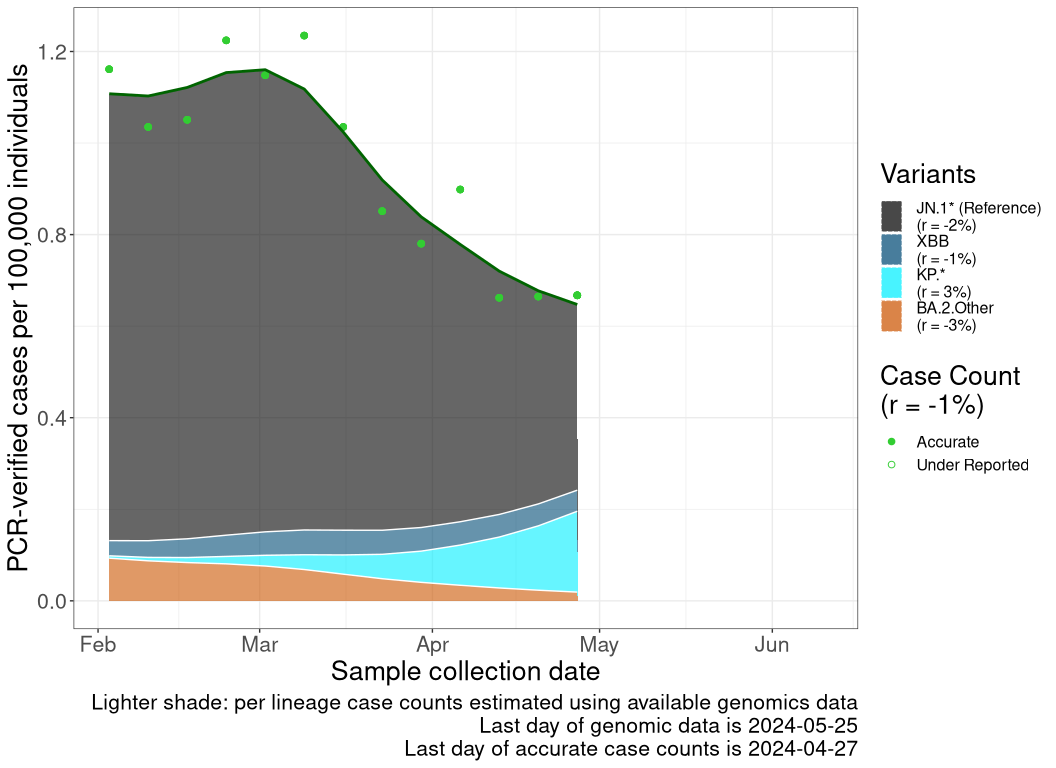 PCR-verified cases per 100,000 individuals
1.2
0.8
0.4
0.0
Feb
Mar
Apr
May
Jun
Sample collection date
Lighter shade: per lineage case counts estimated using available genomics data
Last day of genomic data is 2024-05-25
Last day of accurate case counts is 2024-04-27
Variants
JN.1* (Reference)
(r = -2%)
XBB
(r = -1%)
KP.*
(r = 3%)
BA.2.Other
(r = -3%)
Case Count
(r = -1%)
Accurate
Under Reported